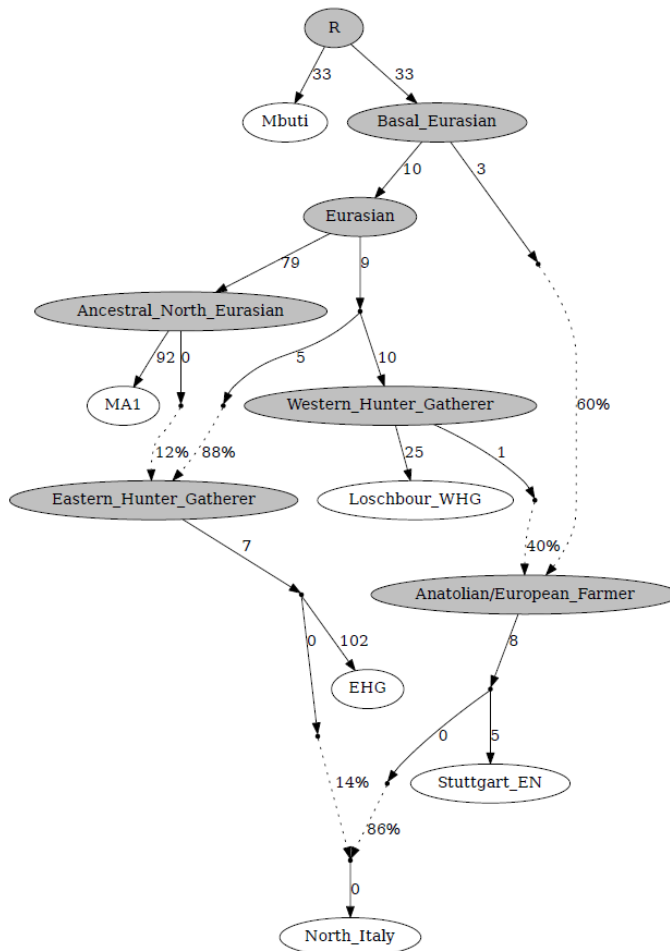 R
33
33
Mbuti
Basal_Eurasian
10
3
Eurasian
79
9
Ancestral_North_Eurasian
92
0
5
10
MA1
Western_Hunter_Gatherer
60%
12%
88%
25
1
Eastern_Hunter_Gatherer
Loschbour_WHG
7
40%
Anatolian/European_Farmer
0
102
8
EHG
0
5
14%
Stuttgart_EN
86%
0
North_Italy